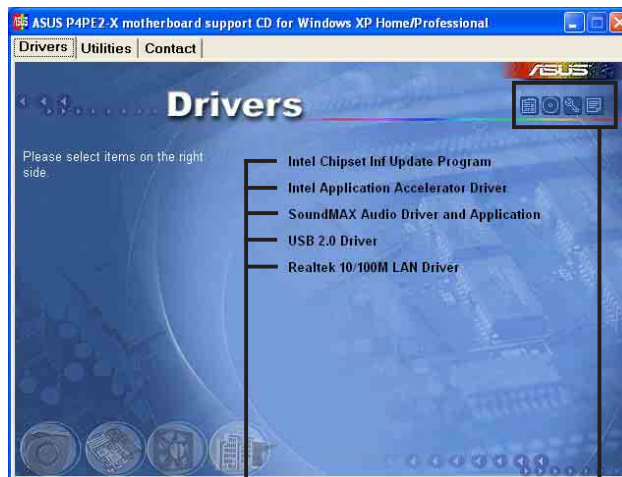 ASUS P4PE2-X motherboard support CD for Windows XP Home/Professional
Drivers Utilities Contact
ASUS
Drivers
Please select items on the right
side.
Intel Chipset Inf Update Program
Intel Application Accelerator Driver
SoundMAX Audio Driver and Application
USB 2.0 Driver
Realtek 10/100M LAN Driver